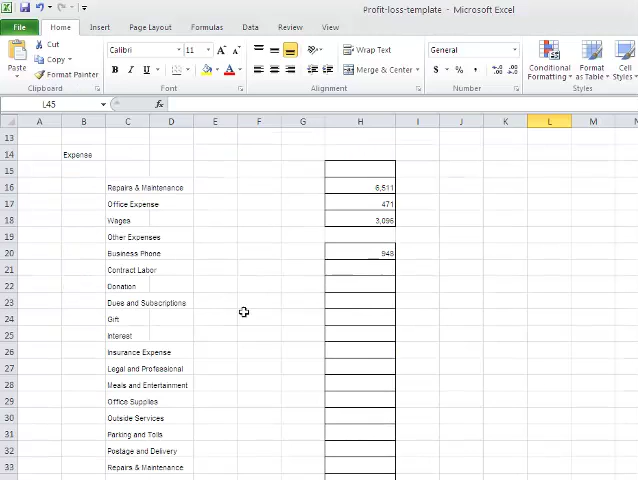 Profit-loss-template - Microsoft Excel
File Home Insert Page Layout Formulas Data Review View
Paste
Cut
Copy
Format Painter
Clipboard
Calibri 11 A A
B I U A
Font
Wrap Text
Merge & Center
Alignment
General
$ % , .0 .00 .00 .0
Number
Conditional Formatting
Format as Table
Cell Styles
Styles
L45 fx
A B C D E F G H I J K L M N
13
14 Expense
15
16 Repairs & Maintenance 6,511
17 Office Expense 471
18 Wages 3,096
19 Other Expenses
20 Business Phone 948
21 Contract Labor
22 Donation
23 Dues and Subscriptions
24 Gift
25 Interest
26 Insurance Expense
27 Legal and Professional
28 Meals and Entertainment
29 Office Supplies
30 Outside Services
31 Parking and Tolls
32 Postage and Delivery
33 Repairs & Maintenance